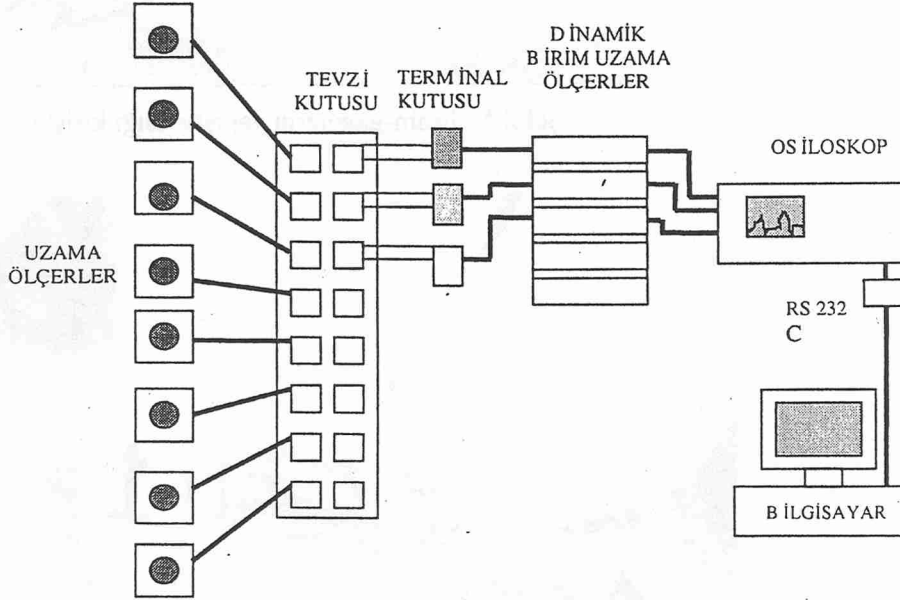 DİNAMİK
BİRİM UZAMA
ÖLÇERLER
TEVZİ
KUTUSU
TERMİNAL
KUTUSU
OSİLOSKOP
UZAMA
ÖLÇERLER
RS 232
C
BİLGİSAYAR